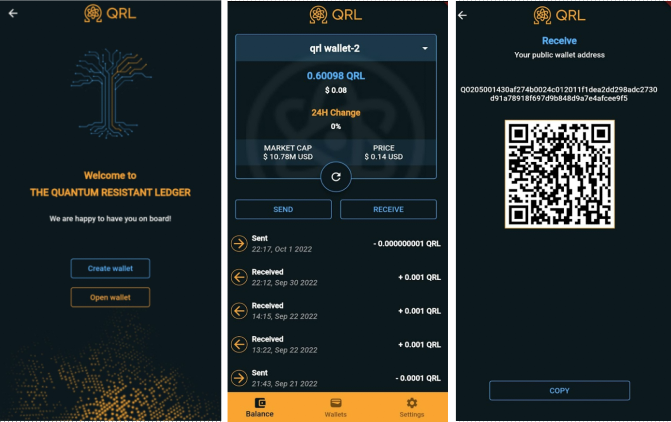 QRL
Welcome to
THE QUANTUM RESISTANT LEDGER
We are happy to have you on board!
Create wallet
Open wallet
QRL
qrl wallet-2
0.60098 QRL
$ 0.08
24H Change
0%
MARKET CAP PRICE
$ 10.78M USD $ 0.14 USD
SEND RECEIVE
Sent
22:17, Oct 1 2022 - 0.000000001 QRL
Received
22:12, Sep 30 2022 + 0.001 QRL
Received
14:15, Sep 22 2022 + 0.001 QRL
Received
13:22, Sep 22 2022 + 0.001 QRL
Sent
21:43, Sep 21 2022 - 0.0001 QRL
Balance Wallets Settings
QRL
Receive
Your public wallet address
Q0205001430af274b0024c012011f1dea2dd298adc2730
d91a78918f697d9b848d9a7e4afcee9f5
COPY